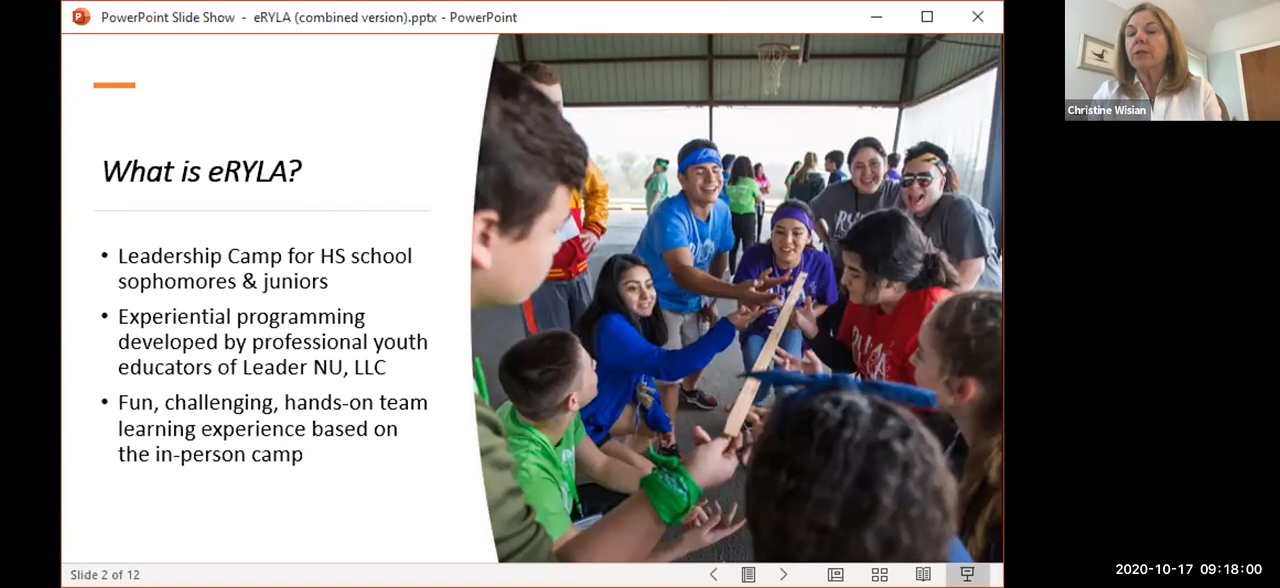 PowerPoint Slide Show - eRYLA (combined version).pptx - PowerPoint
What is eRYLA?
• Leadership Camp for HS school
sophomores & juniors
• Experiential programming
developed by professional youth
educators of Leader NU, LLC
• Fun, challenging, hands-on team
learning experience based on
the in-person camp
Slide 2 of 12
Christine Wisian
2020-10-17 09:18:00